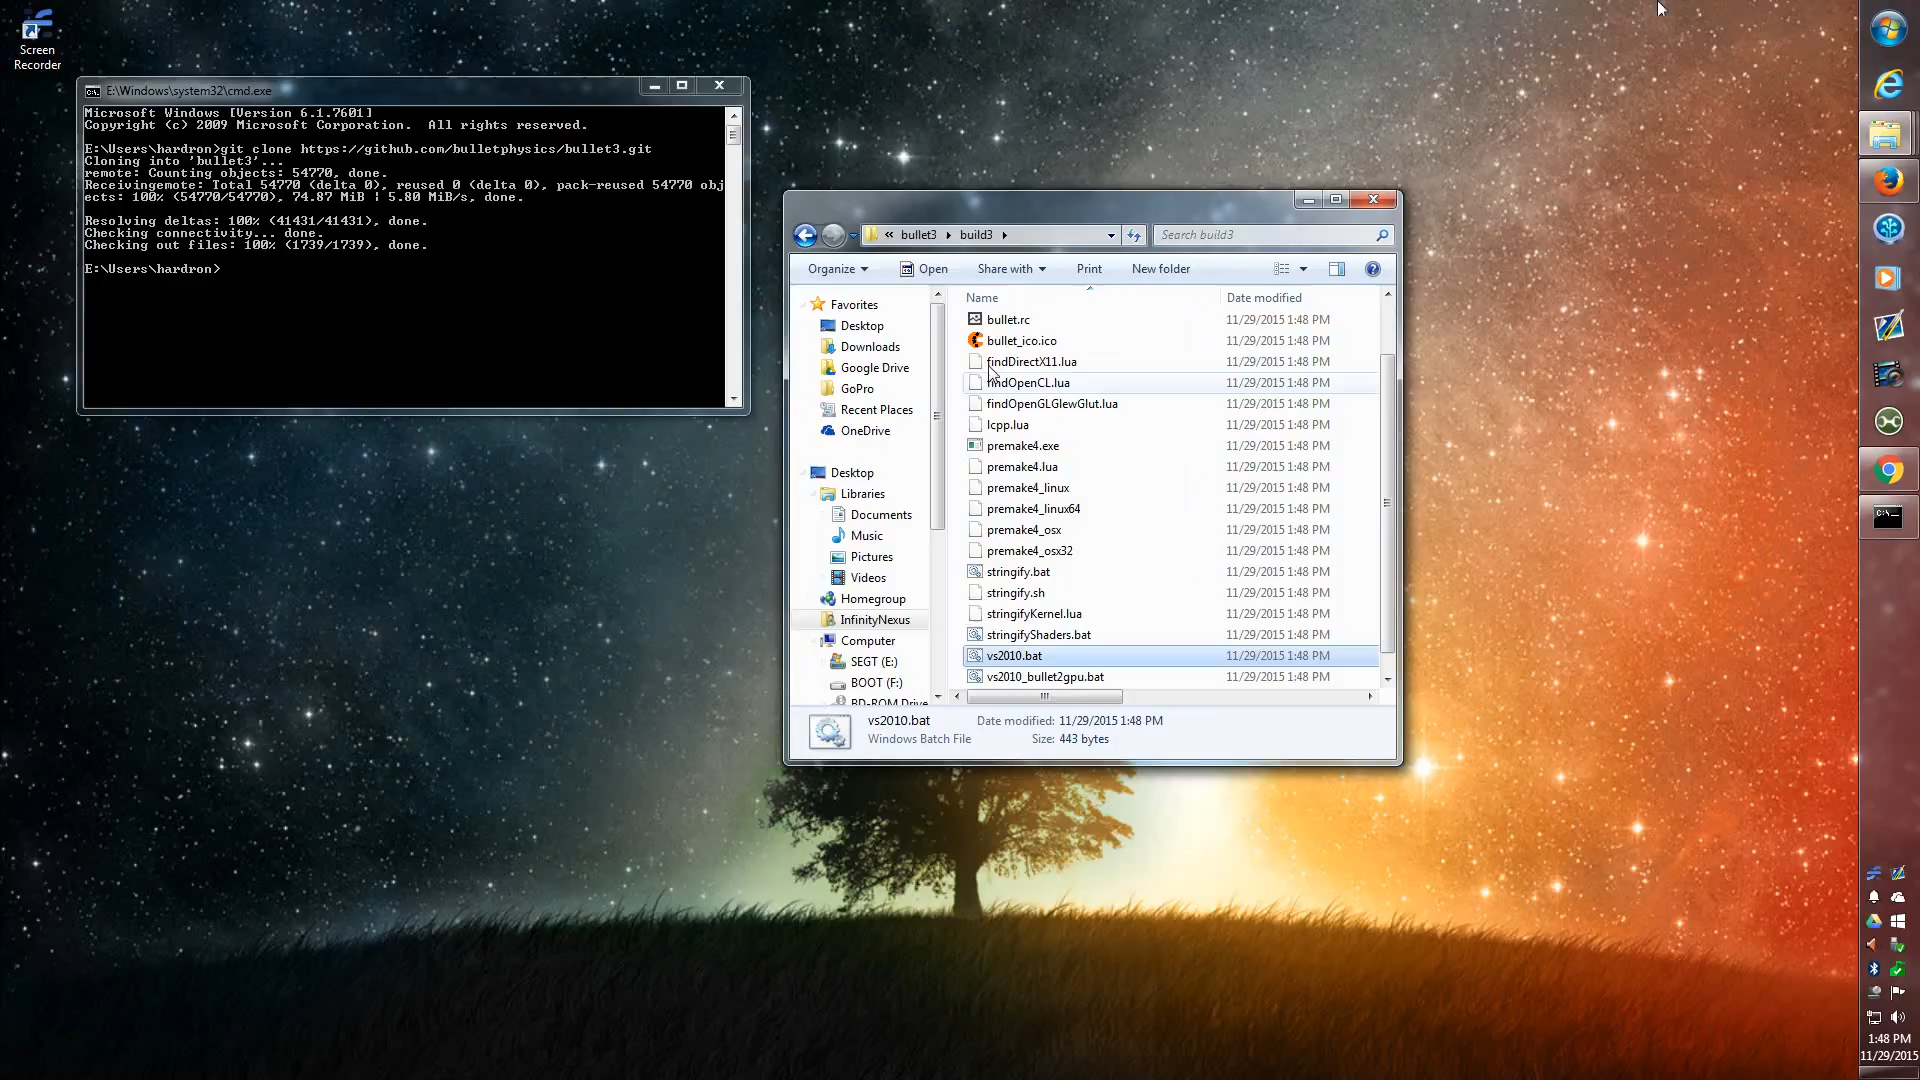 Screen
Recorder
E:\Windows\system32\cmd.exe
Microsoft Windows [Version 6.1.7601]
Copyright (c) 2009 Microsoft Corporation.  All rights reserved.
E:\Users\hardron>git clone https://github.com/bulletphysics/bullet3.git
Cloning into 'bullet3'...
remote: Counting objects: 54770, done.
Receivingemote: Total 54770 (delta 0), reused 0 (delta 0), pack-reused 54770 obj
ects: 100% (54770/54770), 74.87 MiB | 5.80 MiB/s, done.
Resolving deltas: 100% (41431/41431), done.
Checking connectivity... done.
Checking out files: 100% (1739/1739), done.
E:\Users\hardron>
« bullet3 build3
Search build3
Organize Open Share with Print New folder
Favorites
Desktop
Downloads
Google Drive
GoPro
Recent Places
OneDrive
Desktop
Libraries
Documents
Music
Pictures
Videos
Homegroup
InfinityNexus
Computer
SEGT (E:)
BOOT (F:)
BD-ROM Drive
Name Date modified
bullet.rc 11/29/2015 1:48 PM
bullet_ico.ico 11/29/2015 1:48 PM
findDirectX11.lua 11/29/2015 1:48 PM
findOpenCL.lua 11/29/2015 1:48 PM
findOpenGLGlewGlut.lua 11/29/2015 1:48 PM
lcpp.lua 11/29/2015 1:48 PM
premake4.exe 11/29/2015 1:48 PM
premake4.lua 11/29/2015 1:48 PM
premake4_linux 11/29/2015 1:48 PM
premake4_linux64 11/29/2015 1:48 PM
premake4_osx 11/29/2015 1:48 PM
premake4_osx32 11/29/2015 1:48 PM
stringify.bat 11/29/2015 1:48 PM
stringify.sh 11/29/2015 1:48 PM
stringifyKernel.lua 11/29/2015 1:48 PM
stringifyShaders.bat 11/29/2015 1:48 PM
vs2010.bat 11/29/2015 1:48 PM
vs2010_bullet2gpu.bat 11/29/2015 1:48 PM
vs2010.bat Date modified: 11/29/2015 1:48 PM
Windows Batch File Size: 443 bytes
1:48 PM
11/29/2015